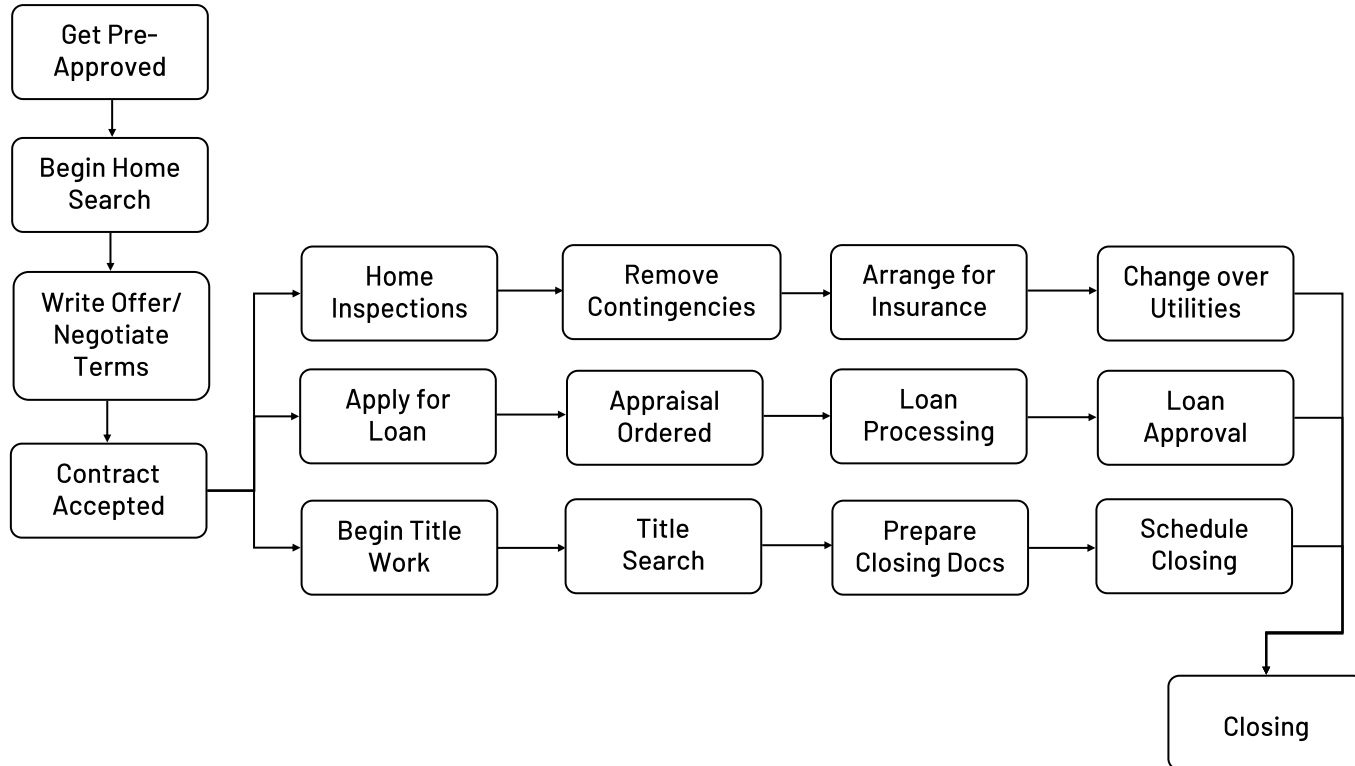 Get Pre-
Approved
Begin Home
Search
Write Offer/
Negotiate
Terms
Contract
Accepted
Home
Inspections
Remove
Contingencies
Arrange for
Insurance
Change over
Utilities
Apply for
Loan
Appraisal
Ordered
Loan
Processing
Loan
Approval
Begin Title
Work
Title
Search
Prepare
Closing Docs
Schedule
Closing
Closing